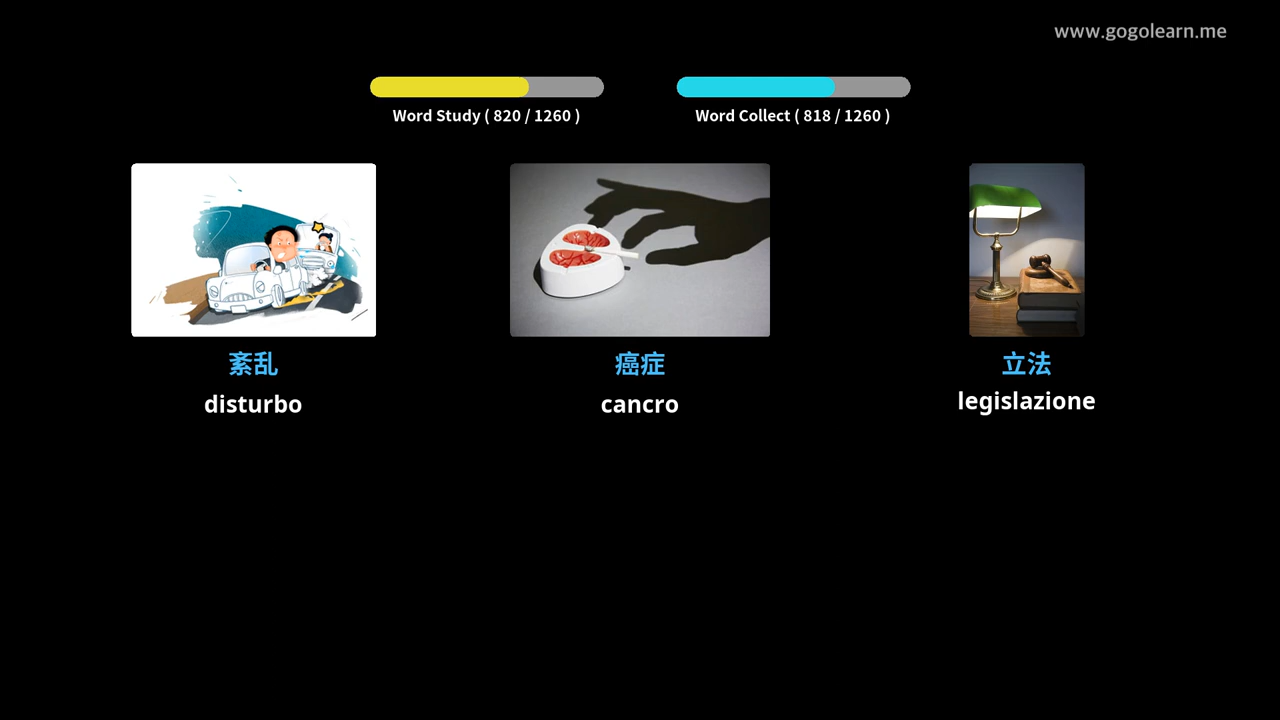 www.gogolearn.me
Word Study ( 820 / 1260 )
Word Collect ( 818 / 1260 )
紊乱
癌症
立法
disturbo
cancro
legislazione